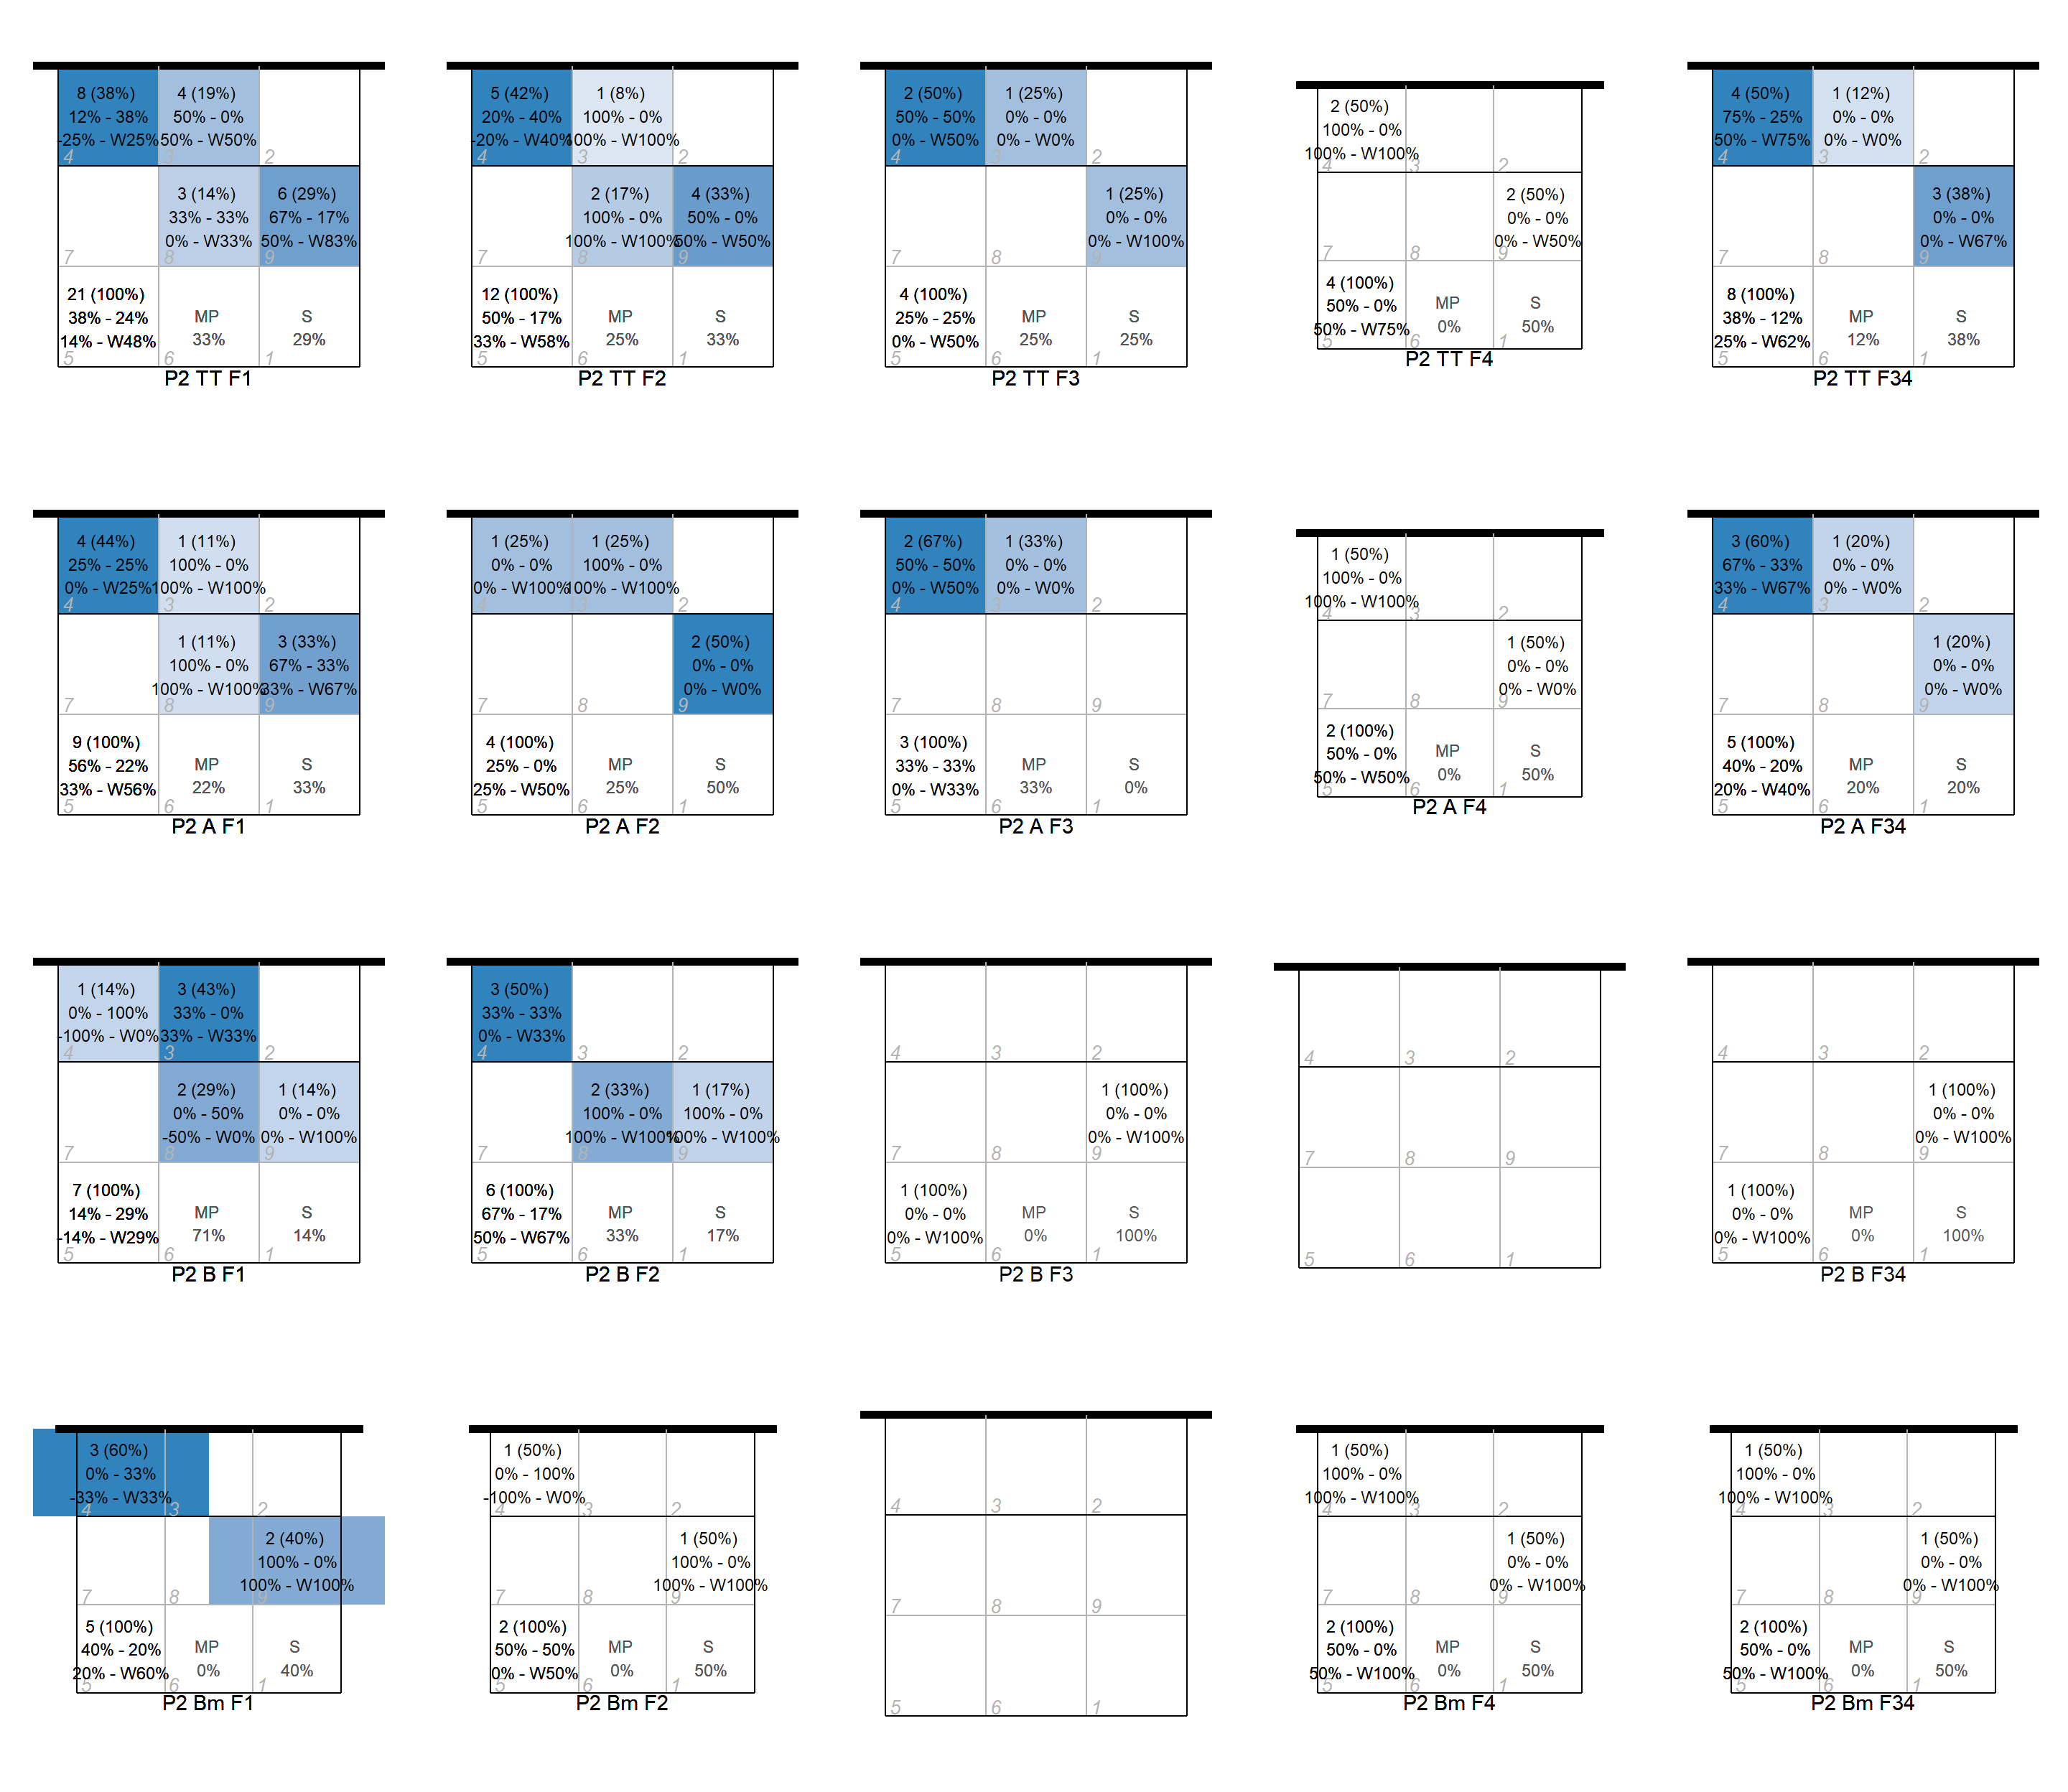 8 (38%)
12% - 38%
-25% - W25%
4
4 (19%)
50% - 0%
50% - W50%
3
2
7
3 (14%)
33% - 33%
0% - W33%
8
6 (29%)
67% - 17%
50% - W83%
9
21 (100%)
38% - 24%
14% - W48%
5
MP
33%
6
S
29%
1
P2 TT F1
5 (42%)
20% - 40%
-20% - W40%
4
1 (8%)
100% - 0%
100% - W100%
3
2
7
2 (17%)
100% - 0%
100% - W100%
8
4 (33%)
50% - 0%
50% - W50%
9
12 (100%)
50% - 17%
33% - W58%
5
MP
25%
6
S
33%
1
P2 TT F2
2 (50%)
50% - 50%
0% - W50%
4
1 (25%)
0% - 0%
0% - W0%
3
2
7
8
1 (25%)
0% - 0%
0% - W100%
9
4 (100%)
25% - 25%
0% - W50%
5
MP
25%
6
S
25%
1
P2 TT F3
2 (50%)
100% - 0%
100% - W100%
4
3
2
7
8
2 (50%)
0% - 0%
0% - W50%
9
4 (100%)
50% - 0%
50% - W75%
5
MP
0%
6
S
50%
1
P2 TT F4
4 (50%)
75% - 25%
50% - W75%
4
1 (12%)
0% - 0%
0% - W0%
3
2
7
8
3 (38%)
0% - 0%
0% - W67%
9
8 (100%)
38% - 12%
25% - W62%
5
MP
12%
6
S
38%
1
P2 TT F34
4 (44%)
25% - 25%
0% - W25%
4
1 (11%)
100% - 0%
100% - W100%
3
2
7
1 (11%)
100% - 0%
100% - W100%
8
3 (33%)
67% - 33%
33% - W67%
9
9 (100%)
56% - 22%
33% - W56%
5
MP
22%
6
S
33%
1
P2 A F1
1 (25%)
0% - 0%
0% - W100%
4
1 (25%)
100% - 0%
100% - W100%
3
2
7
8
2 (50%)
0% - 0%
0% - W0%
9
4 (100%)
25% - 0%
25% - W50%
5
MP
25%
6
S
50%
1
P2 A F2
2 (67%)
50% - 50%
0% - W50%
4
1 (33%)
0% - 0%
0% - W0%
3
2
7
8
9
3 (100%)
33% - 33%
0% - W33%
5
MP
33%
6
S
0%
1
P2 A F3
1 (50%)
100% - 0%
100% - W100%
4
3
2
7
8
1 (50%)
0% - 0%
0% - W0%
9
2 (100%)
50% - 0%
50% - W50%
5
MP
0%
6
S
50%
1
P2 A F4
3 (60%)
67% - 33%
33% - W67%
4
1 (20%)
0% - 0%
0% - W0%
3
2
7
8
1 (20%)
0% - 0%
0% - W0%
9
5 (100%)
40% - 20%
20% - W40%
5
MP
20%
6
S
20%
1
P2 A F34
1 (14%)
0% - 100%
-100% - W0%
4
3 (43%)
33% - 0%
33% - W33%
3
2
7
2 (29%)
0% - 50%
-50% - W0%
8
1 (14%)
0% - 0%
0% - W100%
9
7 (100%)
14% - 29%
-14% - W29%
5
MP
71%
6
S
14%
1
P2 B F1
3 (50%)
33% - 33%
0% - W33%
4
3
2
7
2 (33%)
100% - 0%
100% - W100%
8
1 (17%)
100% - 0%
100% - W100%
9
6 (100%)
67% - 17%
50% - W67%
5
MP
33%
6
S
17%
1
P2 B F2
4
3
2
7
8
1 (100%)
0% - 0%
0% - W100%
9
1 (100%)
0% - 0%
0% - W100%
5
MP
0%
6
S
100%
1
P2 B F3
4
3
2
7
8
9
5
6
1
4
3
2
7
8
1 (100%)
0% - 0%
0% - W100%
9
1 (100%)
0% - 0%
0% - W100%
5
MP
0%
6
S
100%
1
P2 B F34
3 (60%)
0% - 33%
-33% - W33%
4
3
2
7
8
2 (40%)
100% - 0%
100% - W100%
9
5 (100%)
40% - 20%
20% - W60%
5
MP
0%
6
S
40%
1
P2 Bm F1
1 (50%)
0% - 100%
-100% - W0%
4
3
2
7
8
1 (50%)
100% - 0%
100% - W100%
9
2 (100%)
50% - 50%
0% - W50%
5
MP
0%
6
S
50%
1
P2 Bm F2
4
3
2
7
8
9
5
6
1
1 (50%)
100% - 0%
100% - W100%
4
3
2
7
8
1 (50%)
0% - 0%
0% - W100%
9
2 (100%)
50% - 0%
50% - W100%
5
MP
0%
6
S
50%
1
P2 Bm F4
1 (50%)
100% - 0%
100% - W100%
4
3
2
7
8
1 (50%)
0% - 0%
0% - W100%
9
2 (100%)
50% - 0%
50% - W100%
5
MP
0%
6
S
50%
1
P2 Bm F34